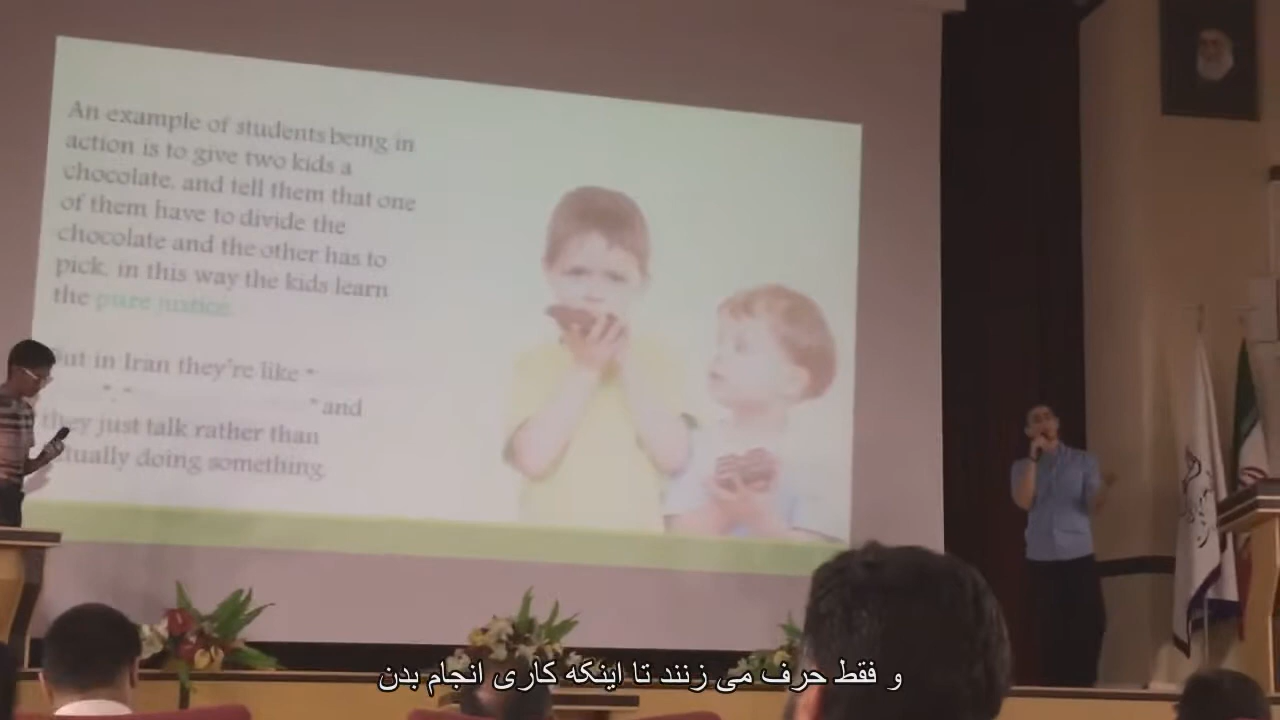 An example of students being in
action is to give two kids a
chocolate, and tell them that one
of them have to divide the
chocolate and the other has to
pick, in this way the kids learn
the pure justice.
But in Iran they're like "
" and
they just talk rather than
actually doing something.
و فقط حرف می زنند تا اینکه کاری انجام بدن